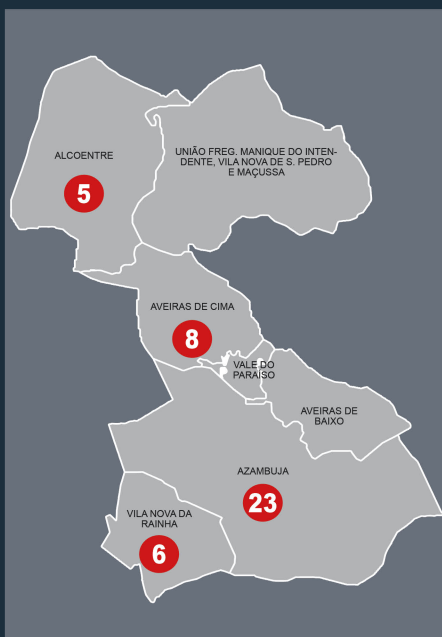 ALCOENTRE
5
UNIÃO FREG. MANIQUE DO INTEN-
DENTE, VILA NOVA DE S. PEDRO
E MAÇUSSA
AVEIRAS DE CIMA
8
VALE DO
PARAÍSO
AVEIRAS DE
BAIXO
AZAMBUJA
23
VILA NOVA DA
RAINHA
6